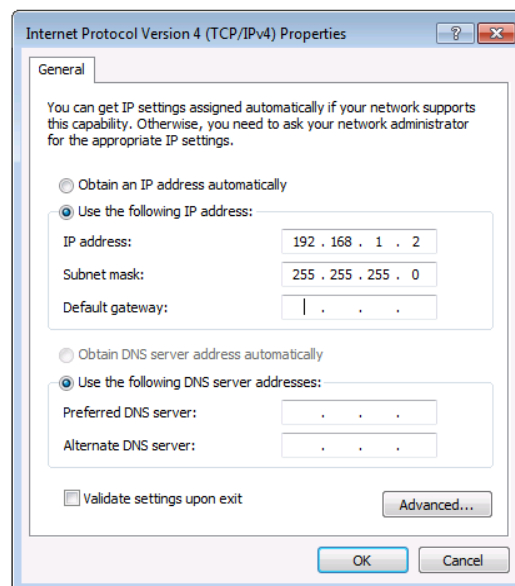 Internet Protocol Version 4 (TCP/IPv4) Properties
General
You can get IP settings assigned automatically if your network supports
this capability. Otherwise, you need to ask your network administrator
for the appropriate IP settings.
Obtain an IP address automatically
Use the following IP address:
IP address: 192 . 168 . 1 . 2
Subnet mask: 255 . 255 . 255 . 0
Default gateway: . . .
Obtain DNS server address automatically
Use the following DNS server addresses:
Preferred DNS server: . . .
Alternate DNS server: . . .
Validate settings upon exit
Advanced...
OK Cancel